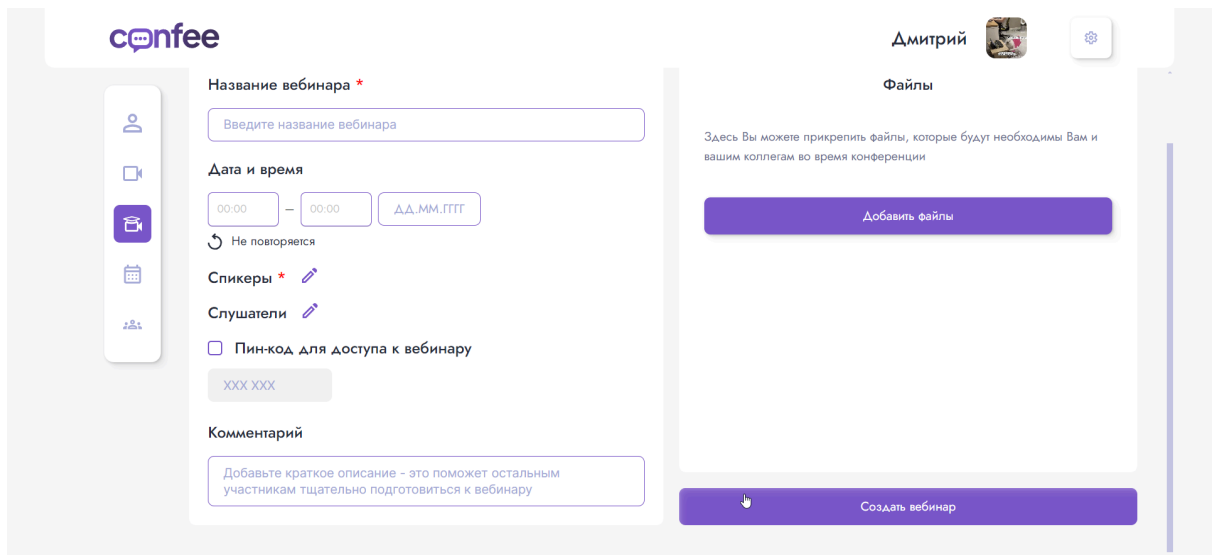 confee
Дмитрий
Название вебинара *
Введите название вебинара
Дата и время
00:00 – 00:00 ДД.ММ.ГГГГ
Не повторяется
Спикеры *
Слушатели
Пин-код для доступа к вебинару
XXX XXX
Комментарий
Добавьте краткое описание - это поможет остальным
участникам тщательно подготовиться к вебинару
Файлы
Здесь Вы можете прикрепить файлы, которые будут необходимы Вам и
вашим коллегам во время конференции
Добавить файлы
Создать вебинар